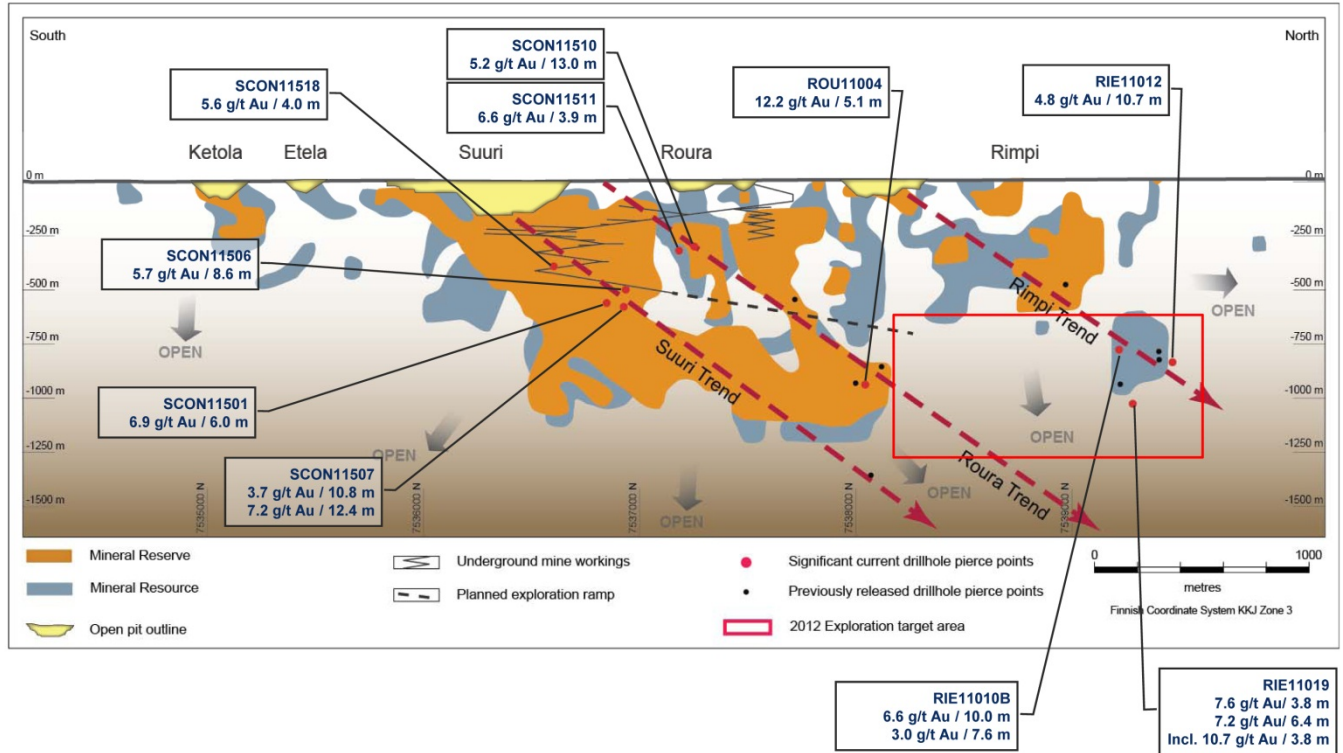 South
North
SCON11510
5.2 g/t Au / 13.0 m
SCON11518
5.6 g/t Au / 4.0 m
SCON11511
6.6 g/t Au / 3.9 m
ROU11004
12.2 g/t Au / 5.1 m
RIE11012
4.8 g/t Au / 10.7 m
Ketola
Etela
Suuri
Roura
Rimpi
0 m
-250 m
-500 m
-750 m
-1000 m
-1250 m
-1500 m
0 m
-250 m
-500 m
-750 m
-1000 m
-1250 m
-1500 m
SCON11506
5.7 g/t Au / 8.6 m
SCON11501
6.9 g/t Au / 6.0 m
SCON11507
3.7 g/t Au / 10.8 m
7.2 g/t Au / 12.4 m
OPEN
OPEN
OPEN
OPEN
OPEN
OPEN
Suuri Trend
Roura Trend
Rimpi Trend
7535000 N
7536000 N
7537000 N
7538000 N
7539000 N
Mineral Reserve
Mineral Resource
Open pit outline
Underground mine workings
Planned exploration ramp
Significant current drillhole pierce points
Previously released drillhole pierce points
2012 Exploration target area
0
1000
metres
Finnish Coordinate System KKJ Zone 3
RIE11010B
6.6 g/t Au / 10.0 m
3.0 g/t Au / 7.6 m
RIE11019
7.6 g/t Au/ 3.8 m
7.2 g/t Au / 6.4 m
Incl. 10.7 g/t Au / 3.8 m